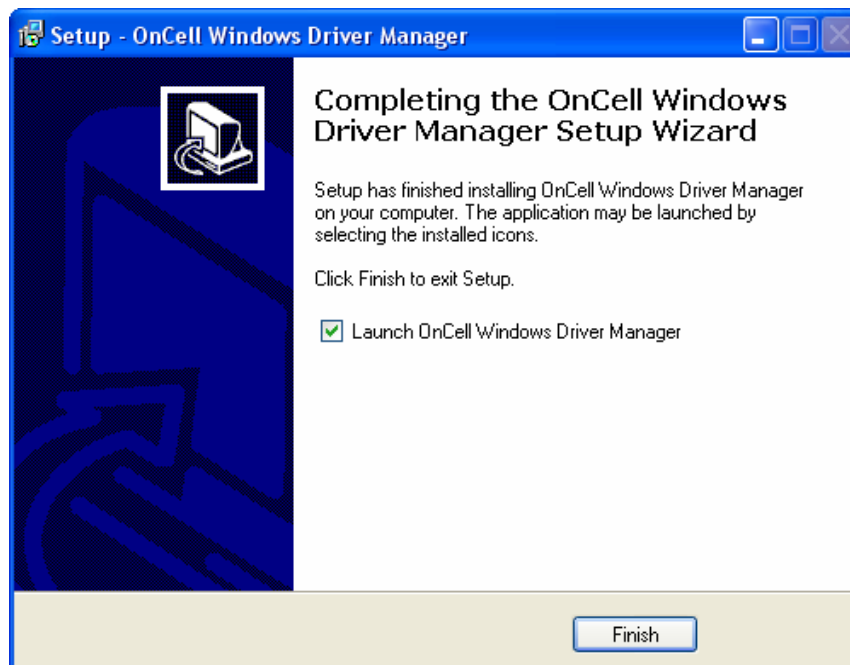 Setup - OnCell Windows Driver Manager
Completing the OnCell Windows
Driver Manager Setup Wizard
Setup has finished installing OnCell Windows Driver Manager
on your computer. The application may be launched by
selecting the installed icons.
Click Finish to exit Setup.
Launch OnCell Windows Driver Manager
Finish